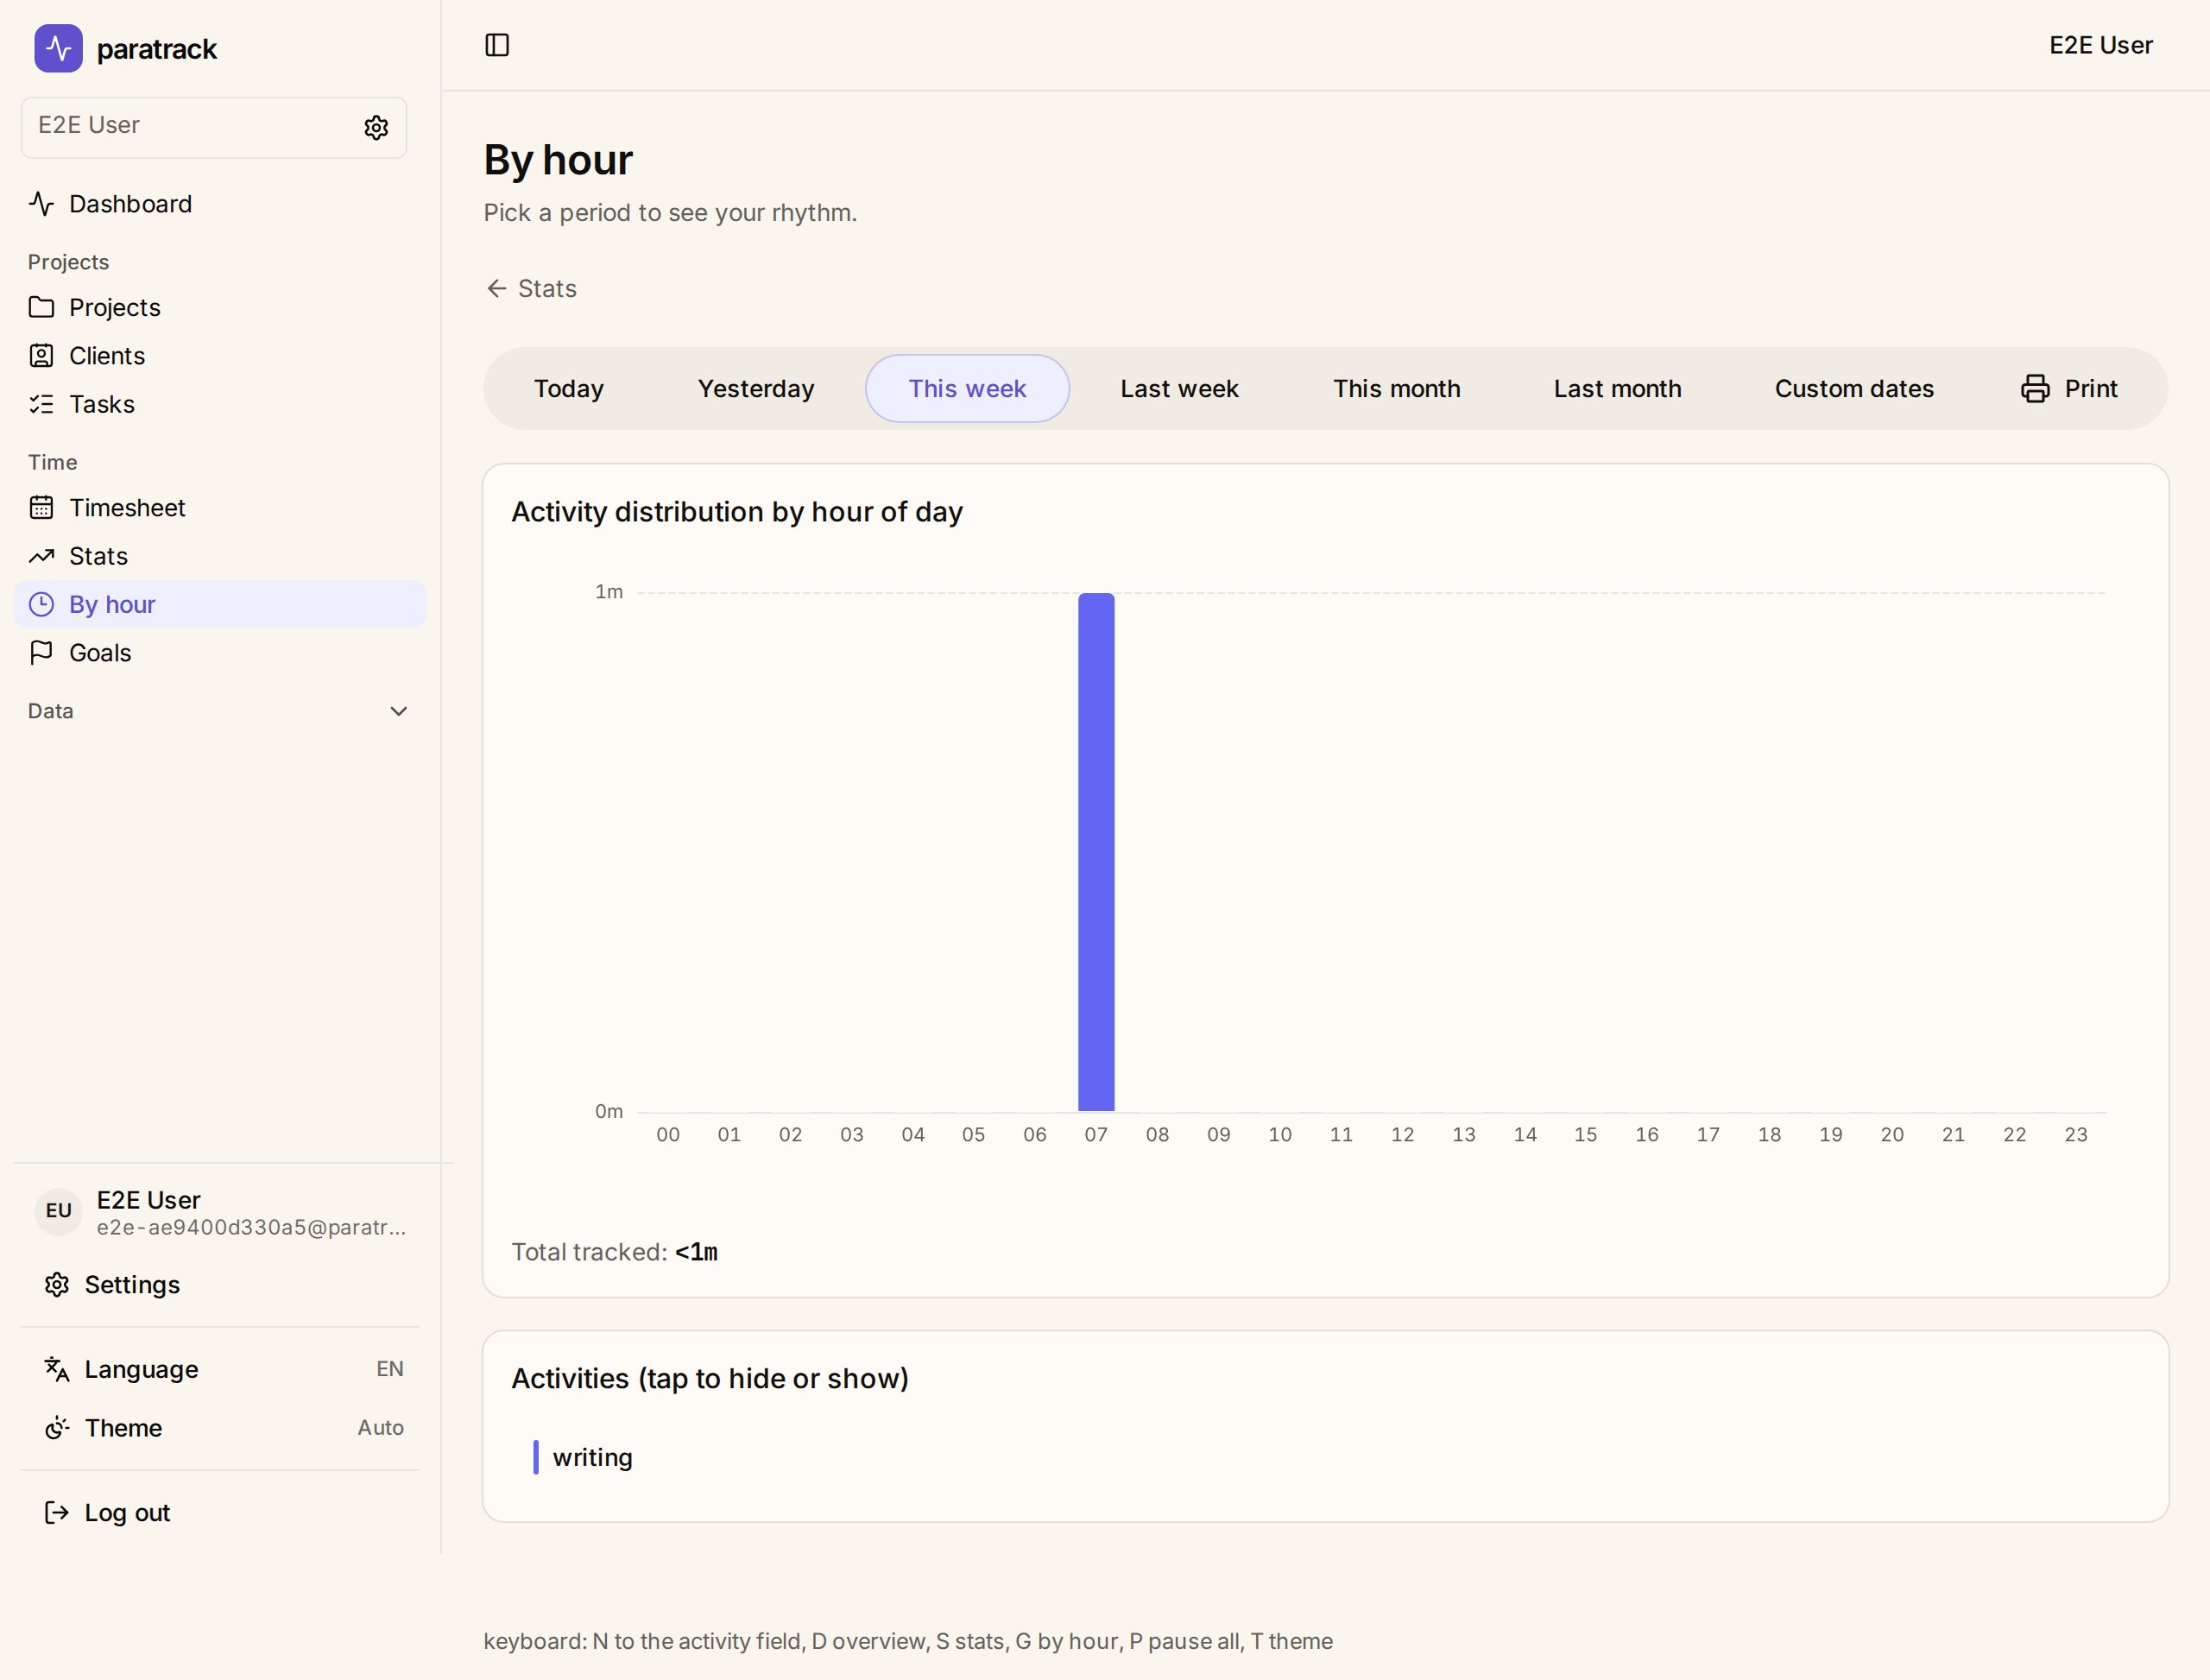 paratrack
E2E User
E2E User
Dashboard
Projects
Projects
Clients
Tasks
Time
Timesheet
Stats
By hour
Goals
Data
EU
E2E User
e2e-ae9400d330a5@paratr...
Settings
Language EN
Theme Auto
Log out
By hour
Pick a period to see your rhythm.
Stats
Today Yesterday This week Last week This month Last month Custom dates Print
Activity distribution by hour of day
1m
0m
00 01 02 03 04 05 06 07 08 09 10 11 12 13 14 15 16 17 18 19 20 21 22 23
Total tracked: <1m
Activities (tap to hide or show)
writing
keyboard: N to the activity field, D overview, S stats, G by hour, P pause all, T theme